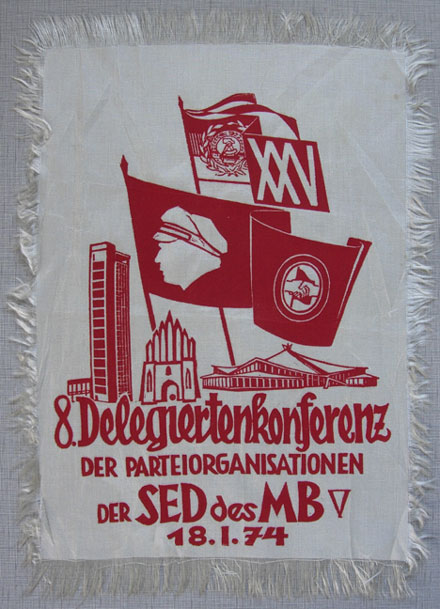 XXV
8. Delegiertenkonferenz
DER PARTEIORGANISATIONEN
DER SED des MB V
18.1.74